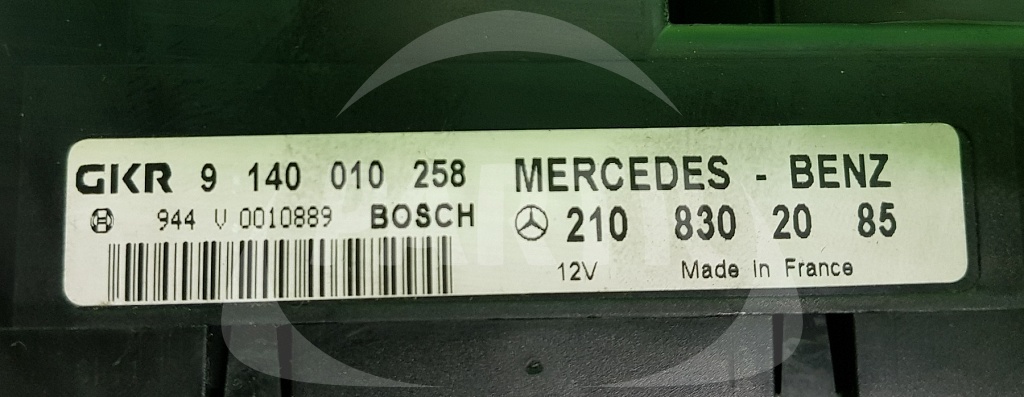 GKR 9 140 010 258
944 V 0010889 BOSCH
MERCEDES - BENZ
210 830 20 85
12V Made in France